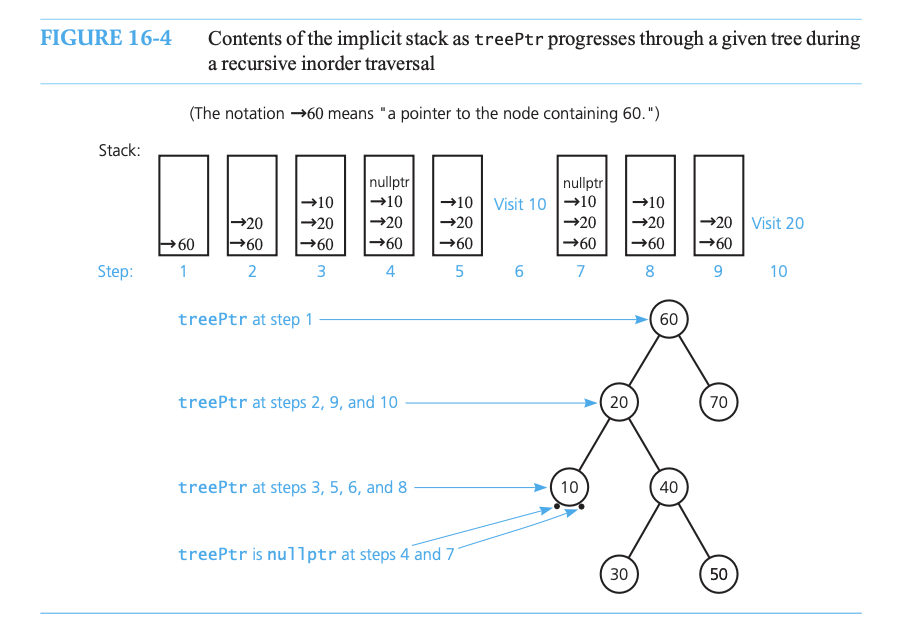 FIGURE 16-4 Contents of the implicit stack as treePtr progresses through a given tree during
a recursive inorder traversal
(The notation →60 means "a pointer to the node containing 60.")
Stack:
→60
→20
→60
→10
→20
→60
nullptr
→10
→20
→60
→10
→20
→60
Visit 10
nullptr
→10
→20
→60
→10
→20
→60
→20
→60
Visit 20
Step: 1 2 3 4 5 6 7 8 9 10
treePtr at step 1
60
treePtr at steps 2, 9, and 10
20 70
treePtr at steps 3, 5, 6, and 8
10 40
treePtr is nullptr at steps 4 and 7
30 50